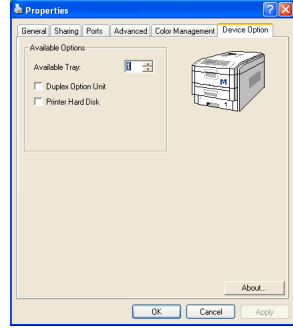 Properties
General Sharing Ports Advanced Color Management Device Option
Available Options
Available Tray: 1
Duplex Option Unit
Printer Hard Disk
M
1
About...
OK Cancel Apply